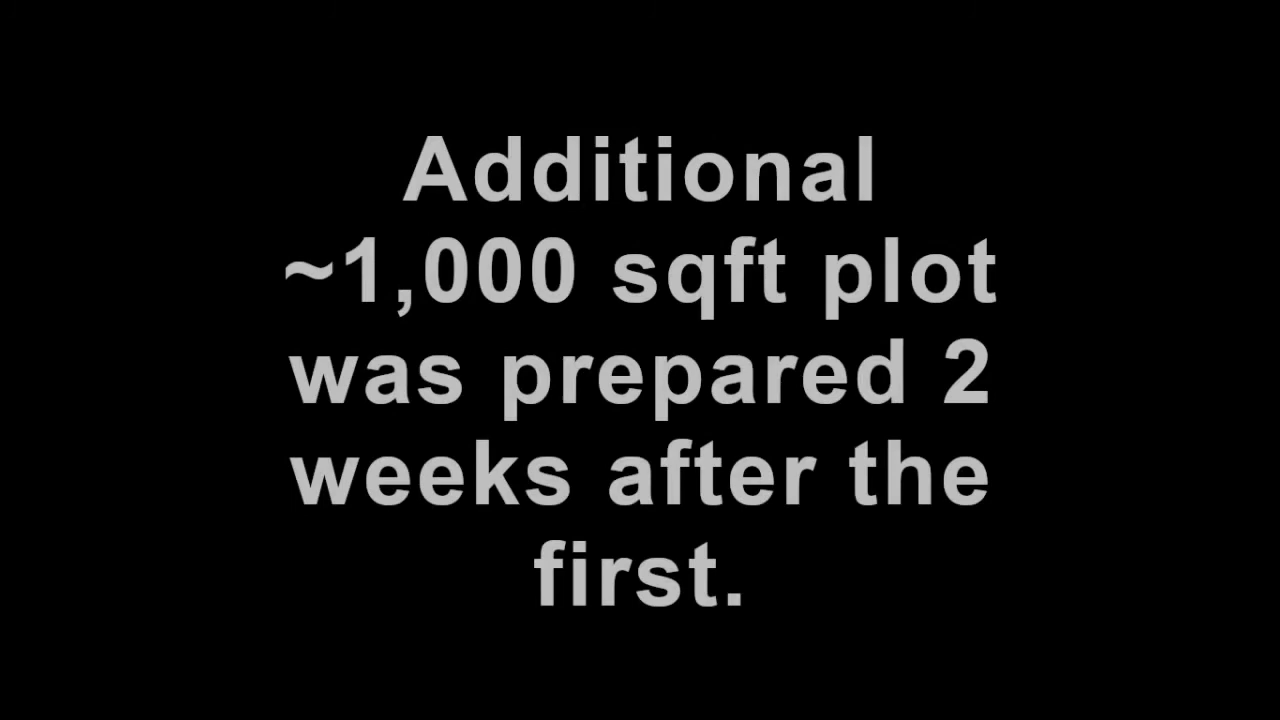 Additional
~1,000 sqft plot
was prepared 2
weeks after the
first.